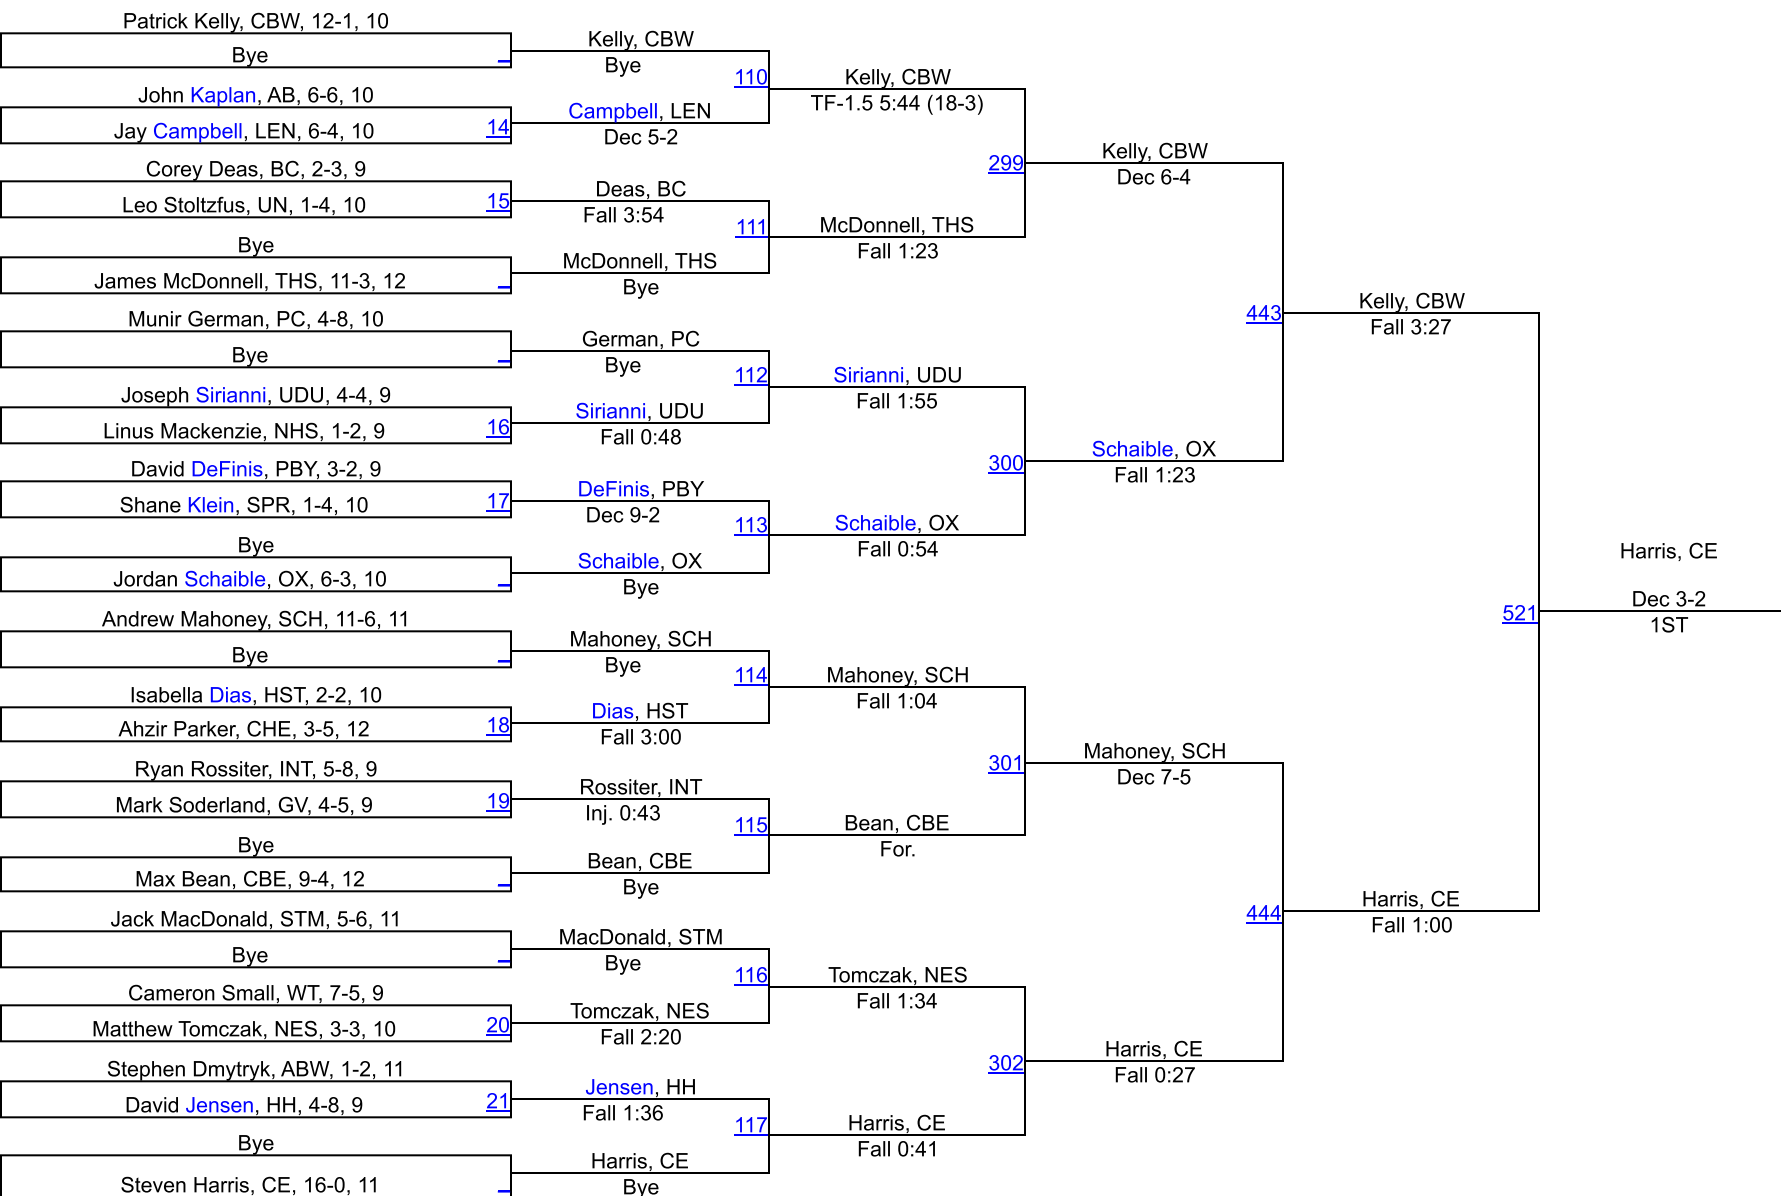 Patrick Kelly, CBW, 12-1, 10
Bye
John Kaplan, AB, 6-6, 10
Jay Campbell, LEN, 6-4, 10
14
Corey Deas, BC, 2-3, 9
Leo Stoltzfus, UN, 1-4, 10
15
Bye
James McDonnell, THS, 11-3, 12
Munir German, PC, 4-8, 10
Bye
Joseph Sirianni, UDU, 4-4, 9
Linus Mackenzie, NHS, 1-2, 9
16
David DeFinis, PBY, 3-2, 9
Shane Klein, SPR, 1-4, 10
17
Bye
Jordan Schaible, OX, 6-3, 10
Andrew Mahoney, SCH, 11-6, 11
Bye
Isabella Dias, HST, 2-2, 10
Ahzir Parker, CHE, 3-5, 12
18
Ryan Rossiter, INT, 5-8, 9
Mark Soderland, GV, 4-5, 9
19
Bye
Max Bean, CBE, 9-4, 12
Jack MacDonald, STM, 5-6, 11
Bye
Cameron Small, WT, 7-5, 9
Matthew Tomczak, NES, 3-3, 10
20
Stephen Dmytryk, ABW, 1-2, 11
David Jensen, HH, 4-8, 9
21
Bye
Steven Harris, CE, 16-0, 11
Kelly, CBW
Bye
110
Campbell, LEN
Dec 5-2
Deas, BC
Fall 3:54
111
McDonnell, THS
Bye
German, PC
Bye
112
Sirianni, UDU
Fall 0:48
DeFinis, PBY
Dec 9-2
113
Schaible, OX
Bye
Mahoney, SCH
Bye
114
Dias, HST
Fall 3:00
Rossiter, INT
Inj. 0:43
115
Bean, CBE
Bye
MacDonald, STM
Bye
116
Tomczak, NES
Fall 2:20
Jensen, HH
Fall 1:36
117
Harris, CE
Bye
Kelly, CBW
TF-1.5 5:44 (18-3)
299
McDonnell, THS
Fall 1:23
Sirianni, UDU
Fall 1:55
300
Schaible, OX
Fall 0:54
Mahoney, SCH
Fall 1:04
301
Bean, CBE
For.
Tomczak, NES
Fall 1:34
302
Harris, CE
Fall 0:41
Kelly, CBW
Dec 6-4
443
Schaible, OX
Fall 1:23
Mahoney, SCH
Dec 7-5
444
Harris, CE
Fall 0:27
Kelly, CBW
Fall 3:27
521
Harris, CE
Fall 1:00
Harris, CE
Dec 3-2
1ST